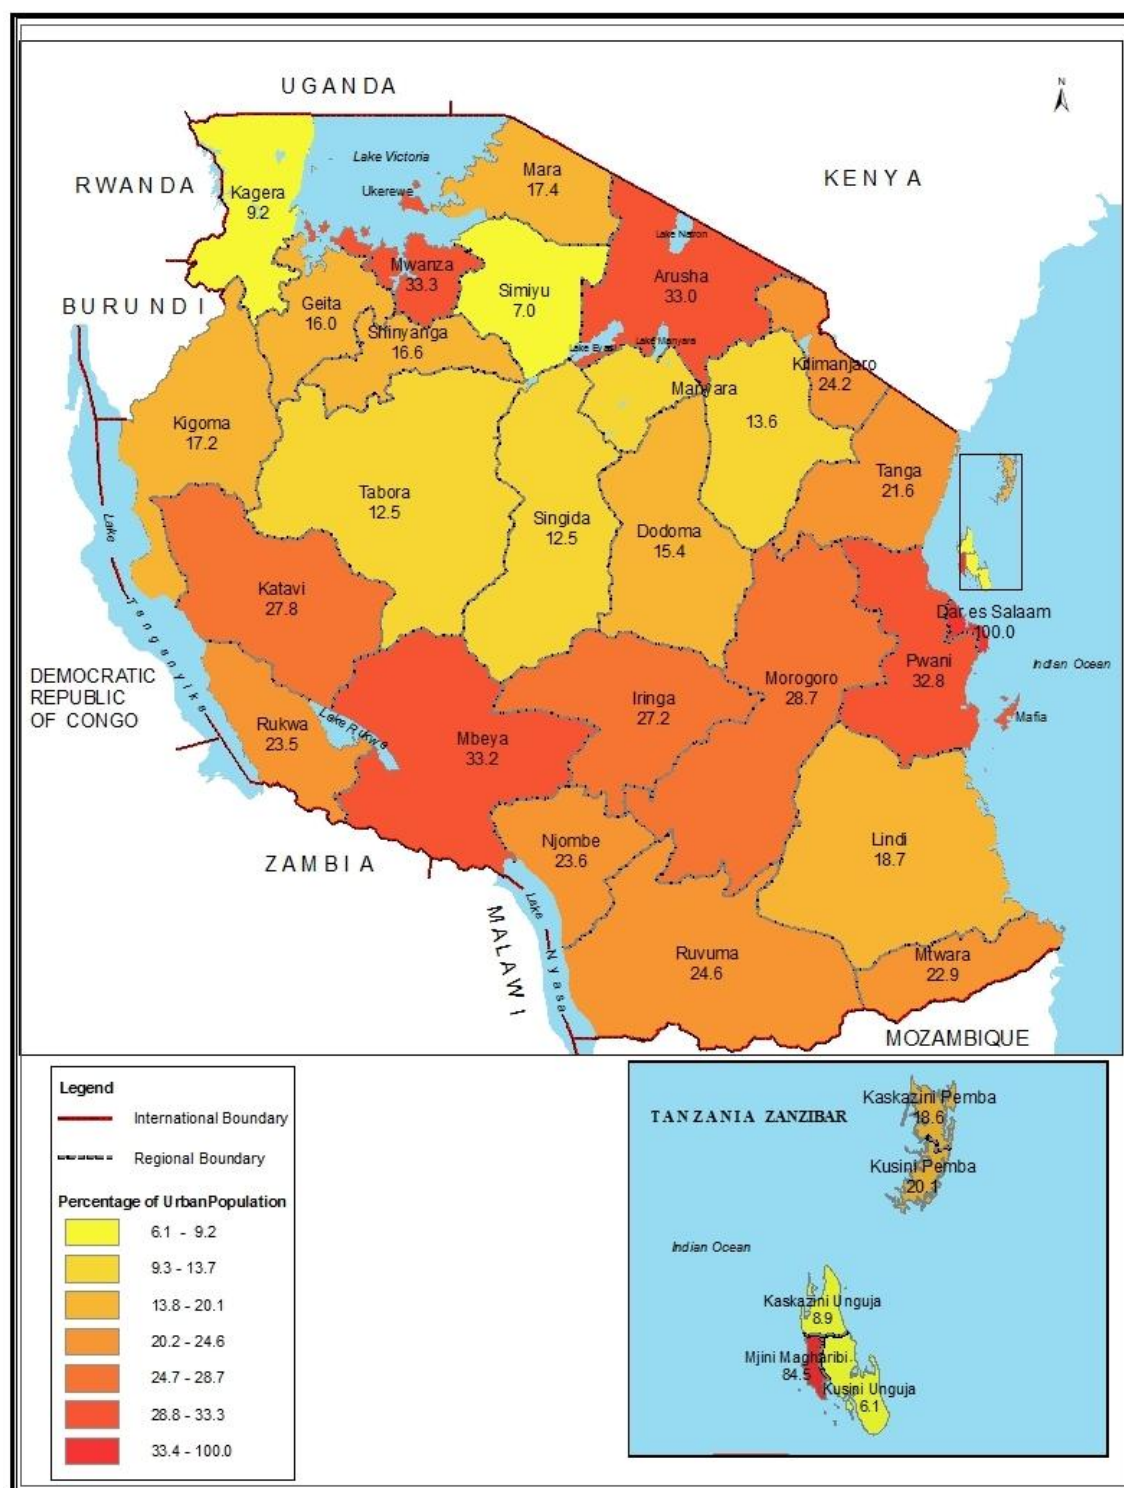 N
UGANDA
Lake Victoria
Ukerewe
RWANDA
KENYA
Mara
17.4
Kagera
9.2
Lake Natron
Mwanza
33.3
Arusha
33.0
Simiyu
7.0
BURUNDI
Geita
16.0
Shinyanga
16.6
Lake Eyasi
Lake Manyara
Kilimanjaro
24.2
Manyara
13.6
Kigoma
17.2
Tanga
21.6
Tabora
12.5
Singida
12.5
Dodoma
15.4
Lake Tanganyika
Katavi
27.8
Dar es Salaam
100.0
Indian Ocean
Pwani
32.8
DEMOCRATIC
REPUBLIC
OF CONGO
Morogoro
28.7
Iringa
27.2
Mafia
Rukwa
23.5
Lake Rukwa
Mbeya
33.2
ZAMBIA
Njombe
23.6
Lindi
18.7
Lake Nyasa
MALAWI
Ruvuma
24.6
Mtwara
22.9
MOZAMBIQUE
Legend
International Boundary
Regional Boundary
Percentage of Urban Population
6.1 - 9.2
9.3 - 13.7
13.8 - 20.1
20.2 - 24.6
24.7 - 28.7
28.8 - 33.3
33.4 - 100.0
TANZANIA ZANZIBAR
Kaskazini Pemba
18.6
Kusini Pemba
20.1
Indian Ocean
Kaskazini Unguja
8.9
Mjini Magharibi
84.5
Kusini Unguja
6.1